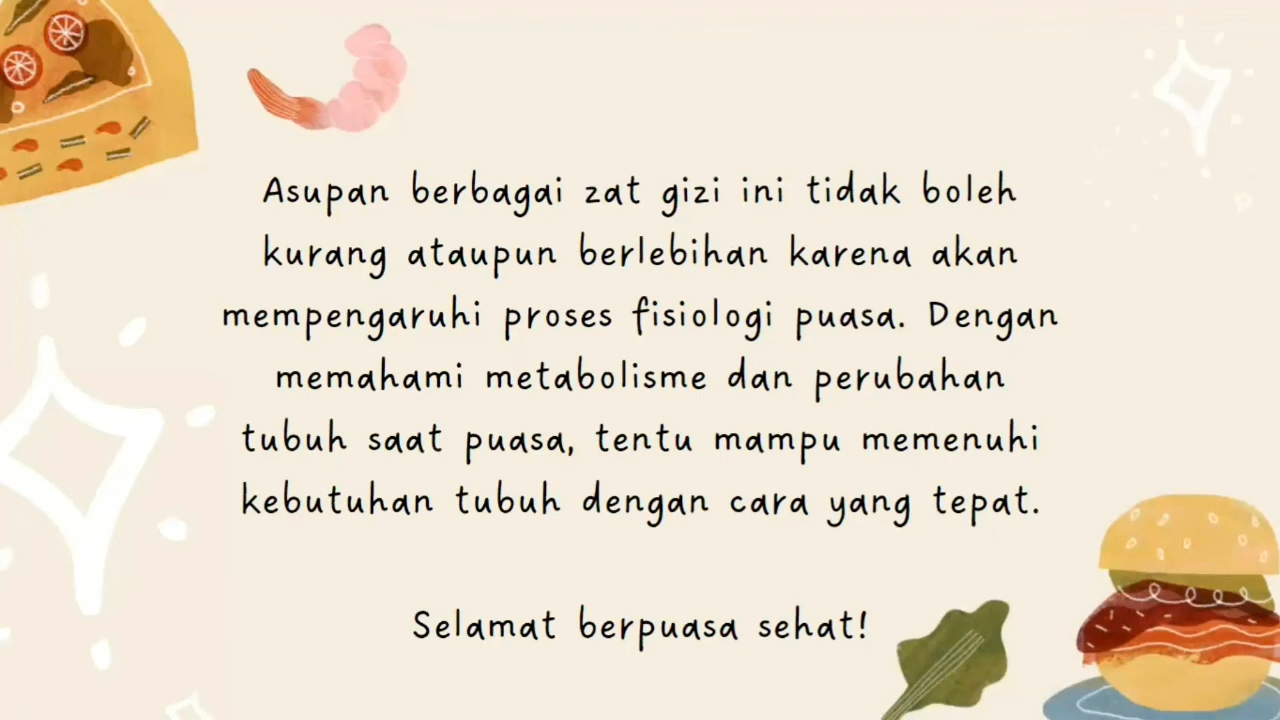 Asupan berbagai zat gizi ini tidak boleh
kurang ataupun berlebihan karena akan
mempengaruhi proses fisiologi puasa. Dengan
memahami metabolisme dan perubahan
tubuh saat puasa, tentu mampu memenuhi
kebutuhan tubuh dengan cara yang tepat.
Selamat berpuasa sehat!